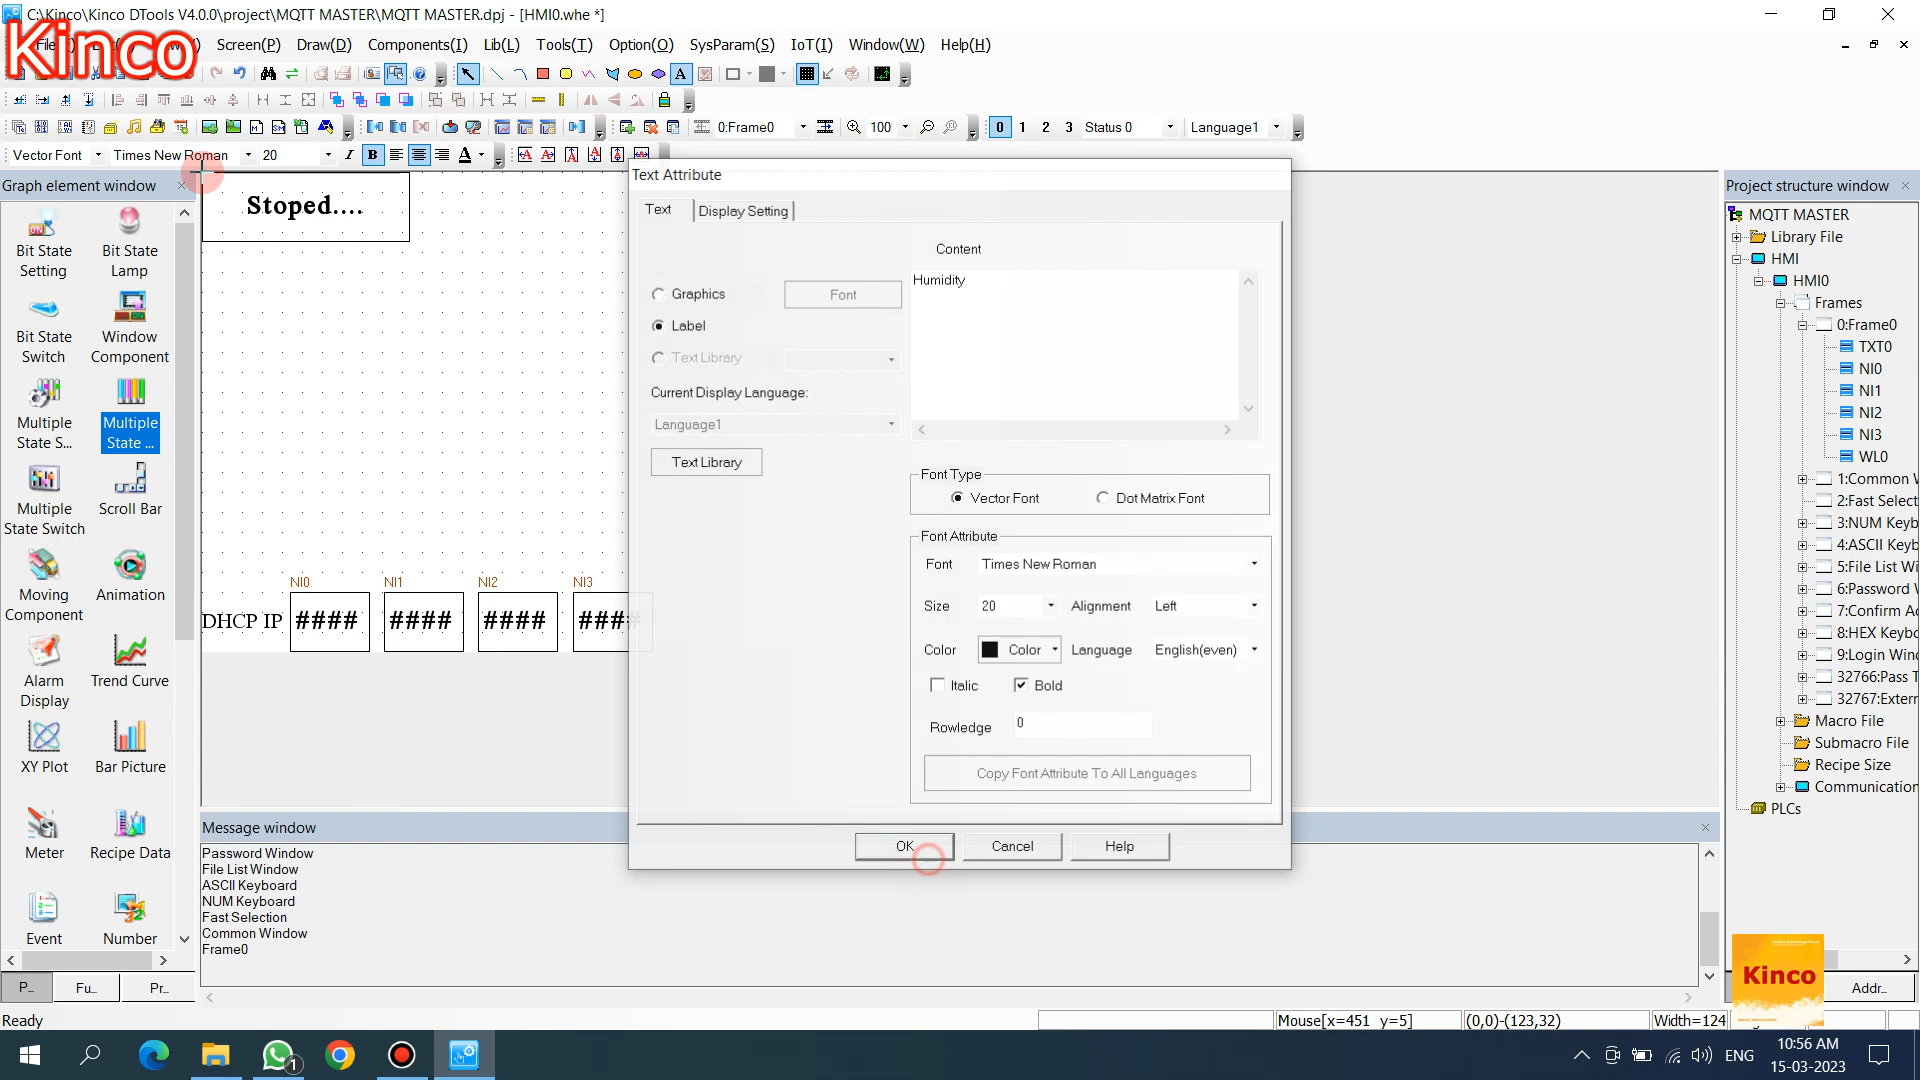 C:\Kinco\Kinco DTools V4.0.0\project\MQTT MASTER\MQTT MASTER.dpj - [HMI0.whe *]
Kinco
Screen(P) Draw(D) Components(I) Lib(L) Tools(T) Option(O) SysParam(S) IoT(I) Window(W) Help(H)
0:Frame0 100 0 1 2 3 Status 0 Language1
Vector Font Times New Roman 20 I B A
Graph element window
Bit State Setting
Bit State Lamp
Bit State Switch
Window Component
Multiple State S...
Multiple State ...
Multiple State Switch
Scroll Bar
Moving Component
Animation
Alarm Display
Trend Curve
XY Plot
Bar Picture
Meter
Recipe Data
Event
Number
P... Fu... Pr...
Stoped....
NI0 NI1 NI2 NI3
DHCP IP #### #### #### ####
Text Attribute
Text Display Setting
Content
Humidity
Graphics Font
Label
Text Library
Current Display Language:
Language1
Text Library
Font Type
Vector Font Dot Matrix Font
Font Attribute
Font Times New Roman
Size 20 Alignment Left
Color Color Language English(even)
Italic Bold
Rowledge 0
Copy Font Attribute To All Languages
OK Cancel Help
Message window
Password Window
File List Window
ASCII Keyboard
NUM Keyboard
Fast Selection
Common Window
Frame0
Project structure window
MQTT MASTER
Library File
HMI
HMI0
Frames
0:Frame0
TXT0
NI0
NI1
NI2
NI3
WL0
1:Common W
2:Fast Select
3:NUM Keyb
4:ASCII Keyb
5:File List Wi
6:Password W
7:Confirm Ac
8:HEX Keybo
9:Login Wind
32766:Pass T
32767:Extern
Macro File
Submacro File
Recipe Size
Communication
PLCs
Kinco
Addr...
Ready
Mouse[x=451 y=5] (0,0)-(123,32) Width=124
1
ENG
10:56 AM
15-03-2023